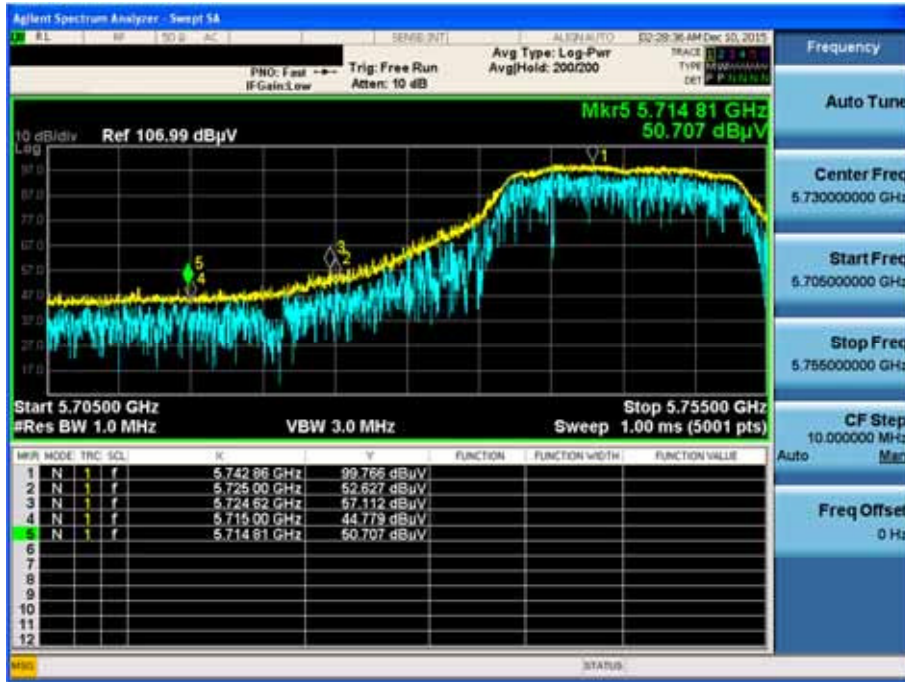 Agilent Spectrum Analyzer - Swept SA
RL RF 50 Ω AC SENSE:INT ALIGN AUTO 02:28:36 AM Dec 10, 2015
Avg Type: Log-Pwr
TRACE 1 2 3 4 5 6
PNO: Fast Trig: Free Run Avg|Hold: 200/200
TYPE
IFGain:Low Atten: 10 dB
DET P P N N N N
Mkr5 5.714 81 GHz
50.707 dBµV
10 dB/div Ref 106.99 dBµV
Log
97.0
87.0
77.0
67.0
57.0
47.0
37.0
27.0
17.0
1
3
2
5
4
Start 5.70500 GHz Stop 5.75500 GHz
#Res BW 1.0 MHz VBW 3.0 MHz Sweep 1.00 ms (5001 pts)
MKR MODE TRC SCL X Y FUNCTION FUNCTION WIDTH FUNCTION VALUE
1 N 1 f 5.742 86 GHz 99.766 dBµV
2 N 1 f 5.725 00 GHz 52.627 dBµV
3 N 1 f 5.724 62 GHz 57.112 dBµV
4 N 1 f 5.715 00 GHz 44.779 dBµV
5 N 1 f 5.714 81 GHz 50.707 dBµV
6
7
8
9
10
11
12
MSG STATUS
Frequency
Auto Tune
Center Freq
5.730000000 GHz
Start Freq
5.705000000 GHz
Stop Freq
5.755000000 GHz
CF Step
10.000000 MHz
Auto Man
Freq Offset
0 Hz